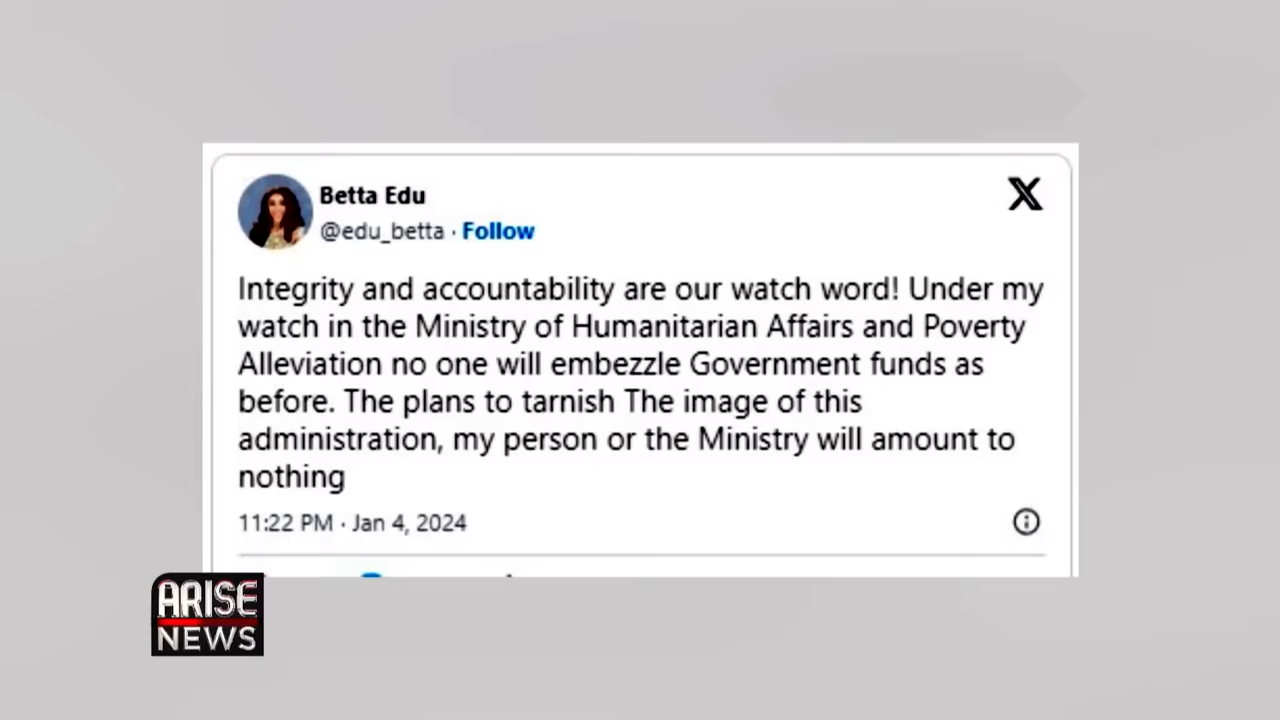 Betta Edu
X
@edu_betta · Follow
Integrity and accountability are our watch word! Under my
watch in the Ministry of Humanitarian Affairs and Poverty
Alleviation no one will embezzle Government funds as
before. The plans to tarnish The image of this
administration, my person or the Ministry will amount to
nothing
11:22 PM · Jan 4, 2024
ARISE
NEWS